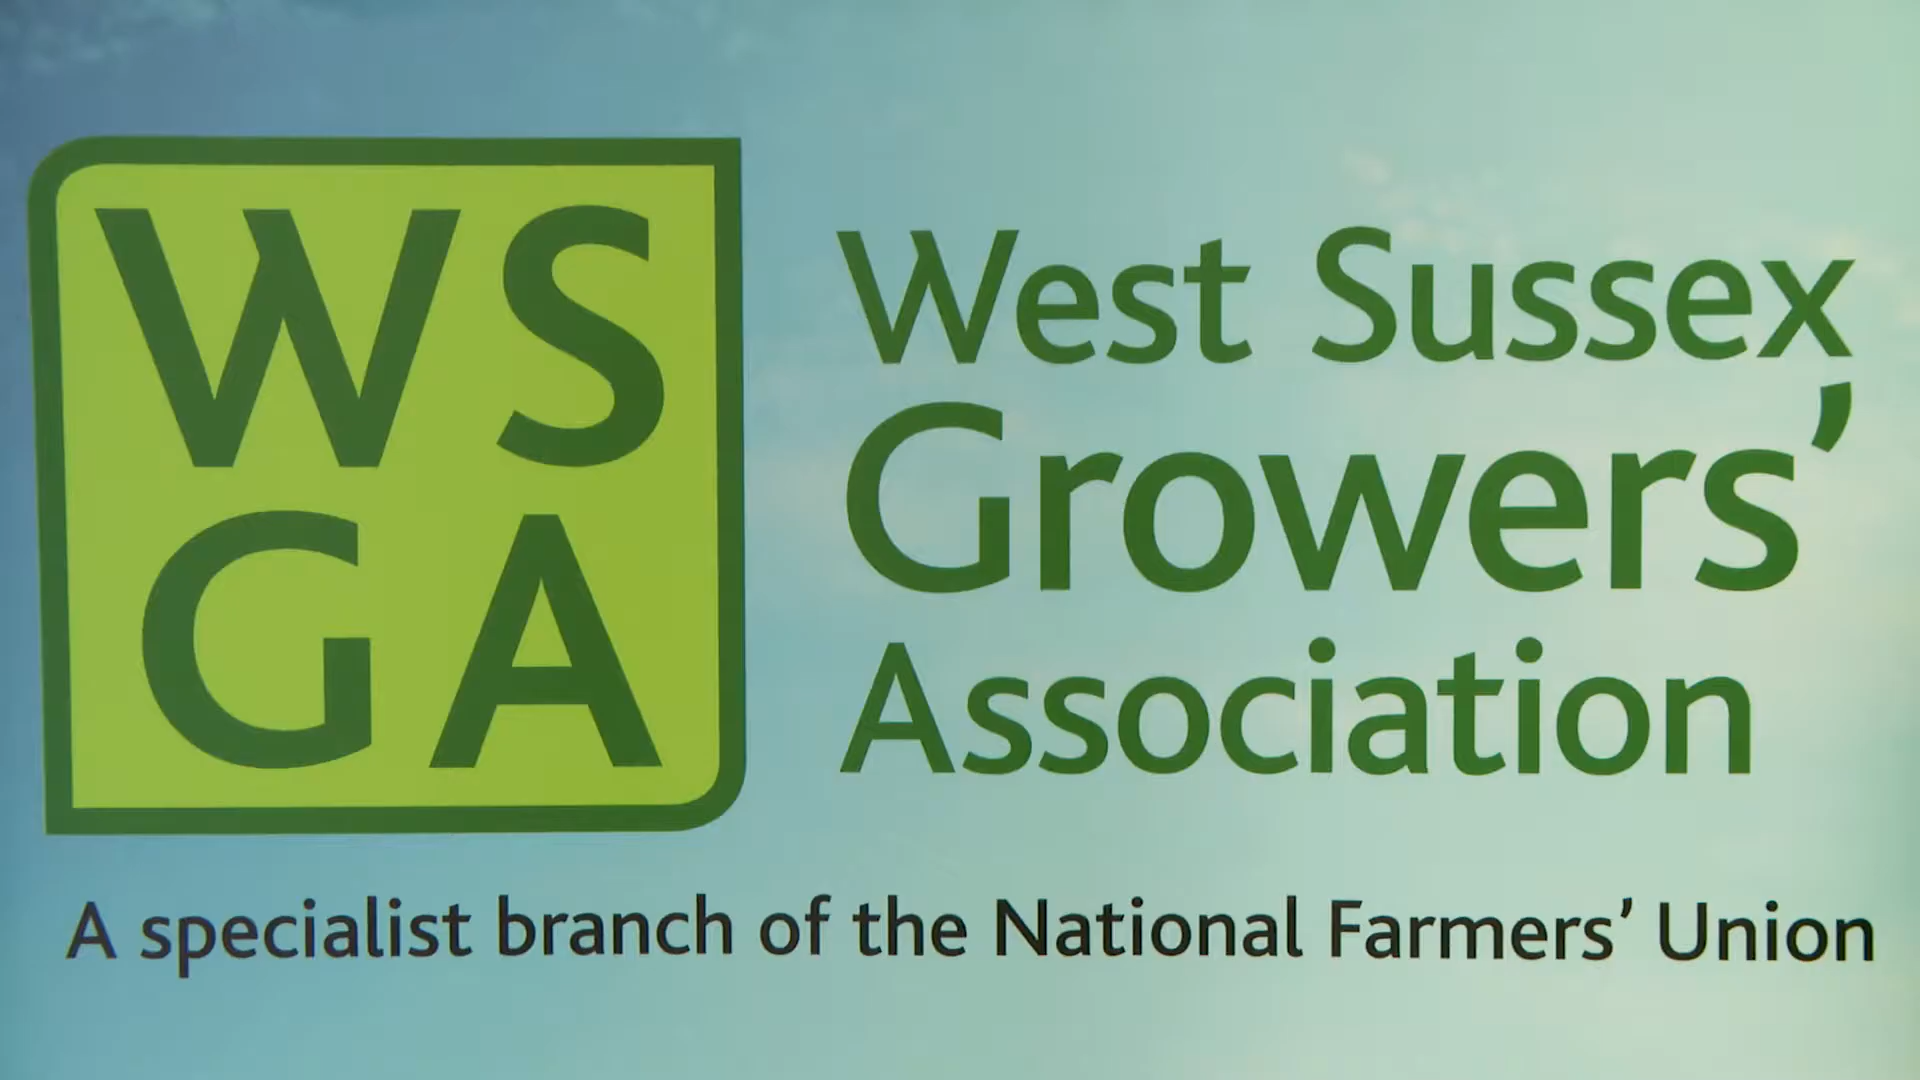 WS
GA
West Sussex
Growers’
Association
A specialist branch of the National Farmers’ Union